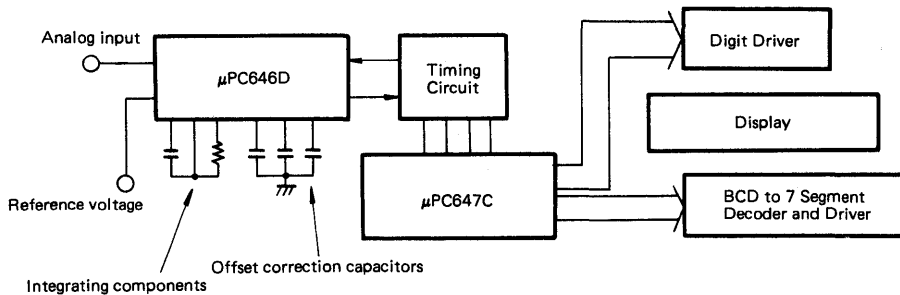 Analog input
μPC646D
Timing
Circuit
Digit Driver
Display
Reference voltage
μPC647C
BCD to 7 Segment
Decoder and Driver
Offset correction capacitors
Integrating components